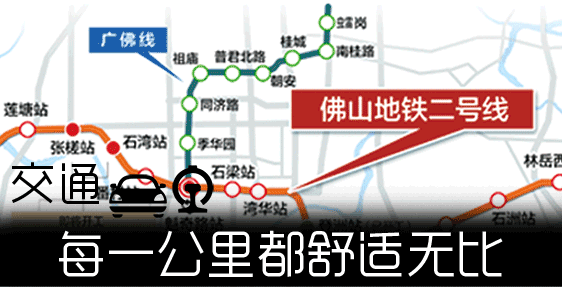 虫雷岗
广佛线
桂城
南桂路
祖庙
普君北路
朝安
同济路
佛山地铁二号线
莲塘站
张槎站
石湾站
季华园
林岳西
石梁站
湾华站
石洲站
交通
每一公里都舒适无比